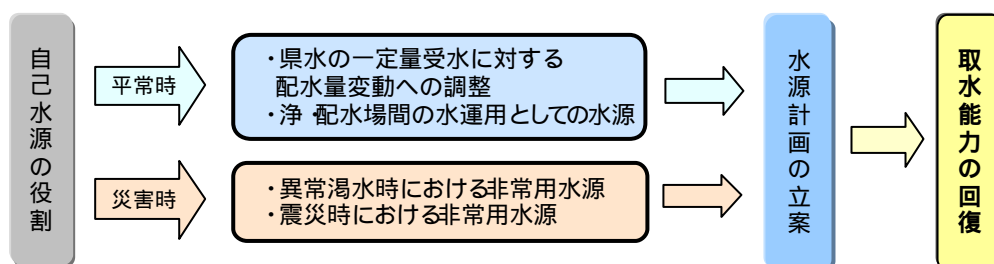 自己水源の役割
平常時
・県水の一定量受水に対する
配水量変動への調整
・浄・配水場間の水運用としての水源
災害時
・異常渇水時における非常用水源
・震災時における非常用水源
水源計画の立案
取水能力の回復